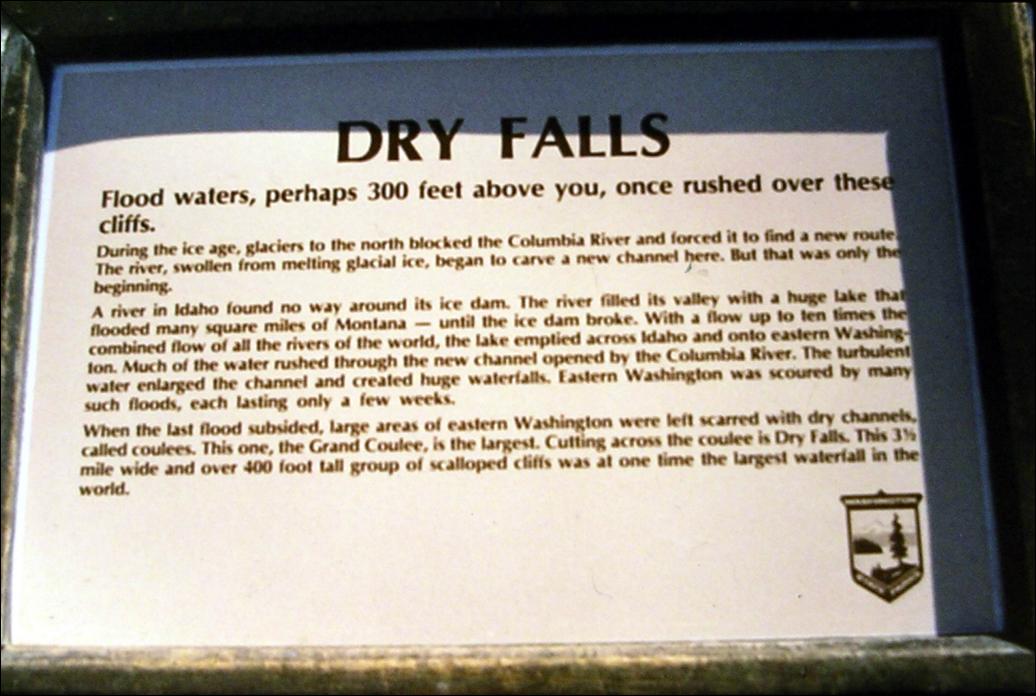 DRY FALLS
Flood waters, perhaps 300 feet above you, once rushed over these
cliffs.
During the ice age, glaciers to the north blocked the Columbia River and forced it to find a new route.
The river, swollen from melting glacial ice, began to carve a new channel here. But that was only the
beginning.
A river in Idaho found no way around its ice dam. The river filled its valley with a huge lake that
flooded many square miles of Montana — until the ice dam broke. With a flow up to ten times the
combined flow of all the rivers of the world, the lake emptied across Idaho and onto eastern Washing-
ton. Much of the water rushed through the new channel opened by the Columbia River. The turbulent
water enlarged the channel and created huge waterfalls. Eastern Washington was scoured by many
such floods, each lasting only a few weeks.
When the last flood subsided, large areas of eastern Washington were left scarred with dry channels,
called coulees. This one, the Grand Coulee, is the largest. Cutting across the coulee is Dry Falls. This 3½
mile wide and over 400 foot tall group of scalloped cliffs was at one time the largest waterfall in the
world.
WASHINGTON
STATE PARKS